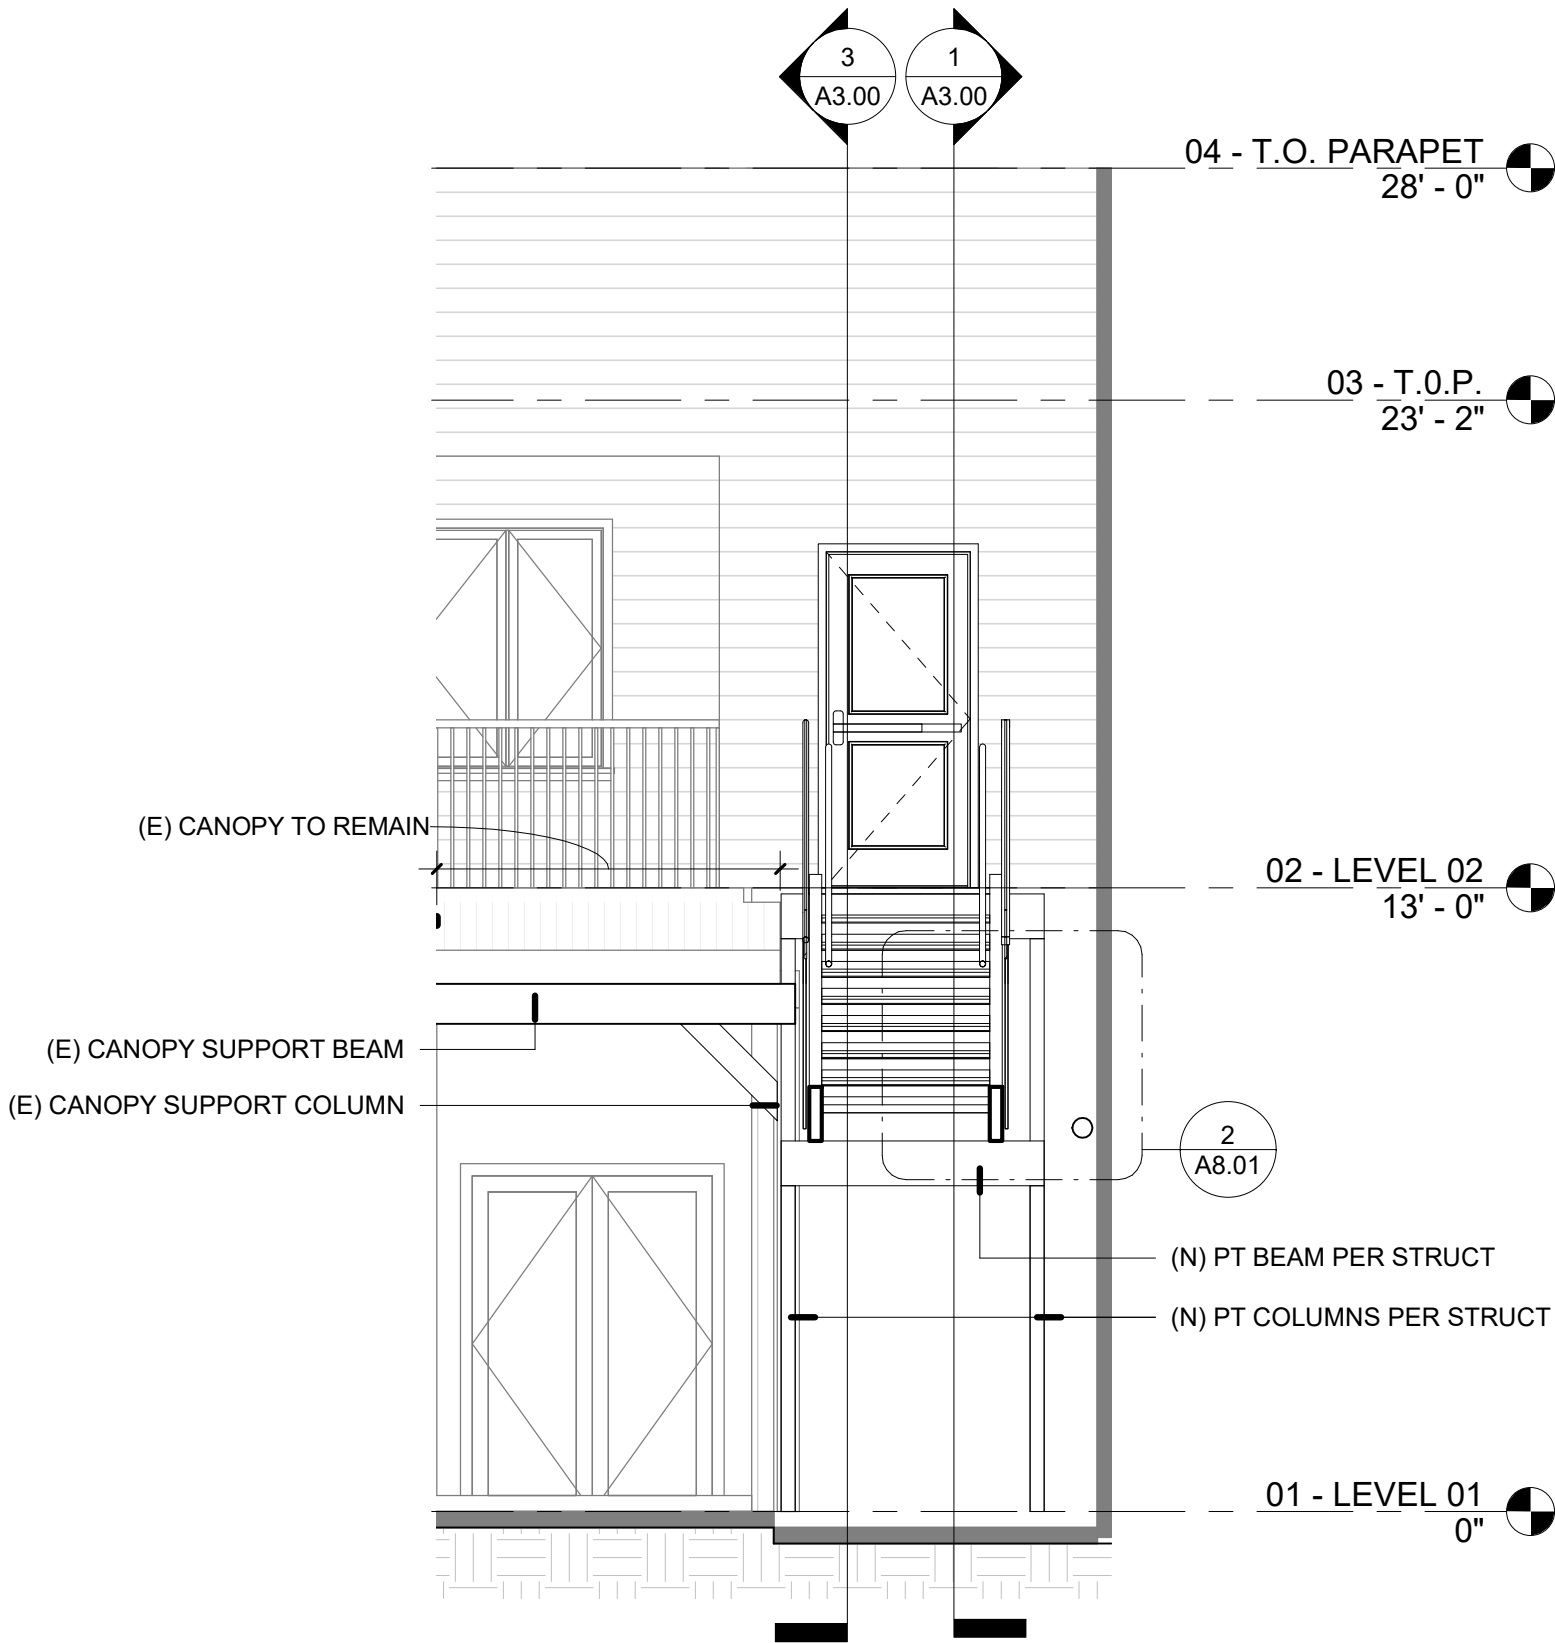 3
A3.00
1
A3.00
04 - T.O. PARAPET
28' - 0"
03 - T.0.P.
23' - 2"
(E) CANOPY TO REMAIN
02 - LEVEL 02
13' - 0"
(E) CANOPY SUPPORT BEAM
(E) CANOPY SUPPORT COLUMN
2
A8.01
(N) PT BEAM PER STRUCT
(N) PT COLUMNS PER STRUCT
01 - LEVEL 01
0"